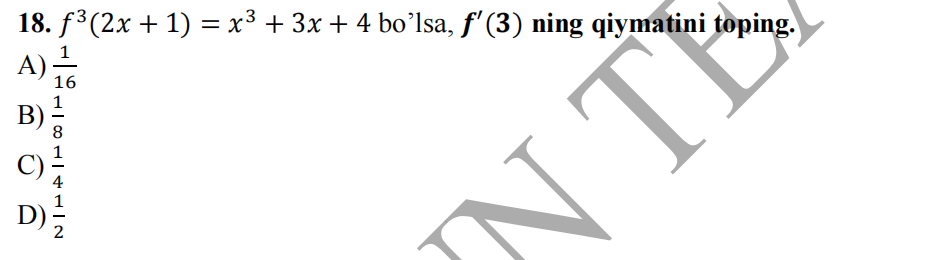 18. f³(2x + 1) = x³ + 3x + 4 bo’lsa, f′(3) ning qiymatini toping.
A) 1/16
B) 1/8
C) 1/4
D) 1/2